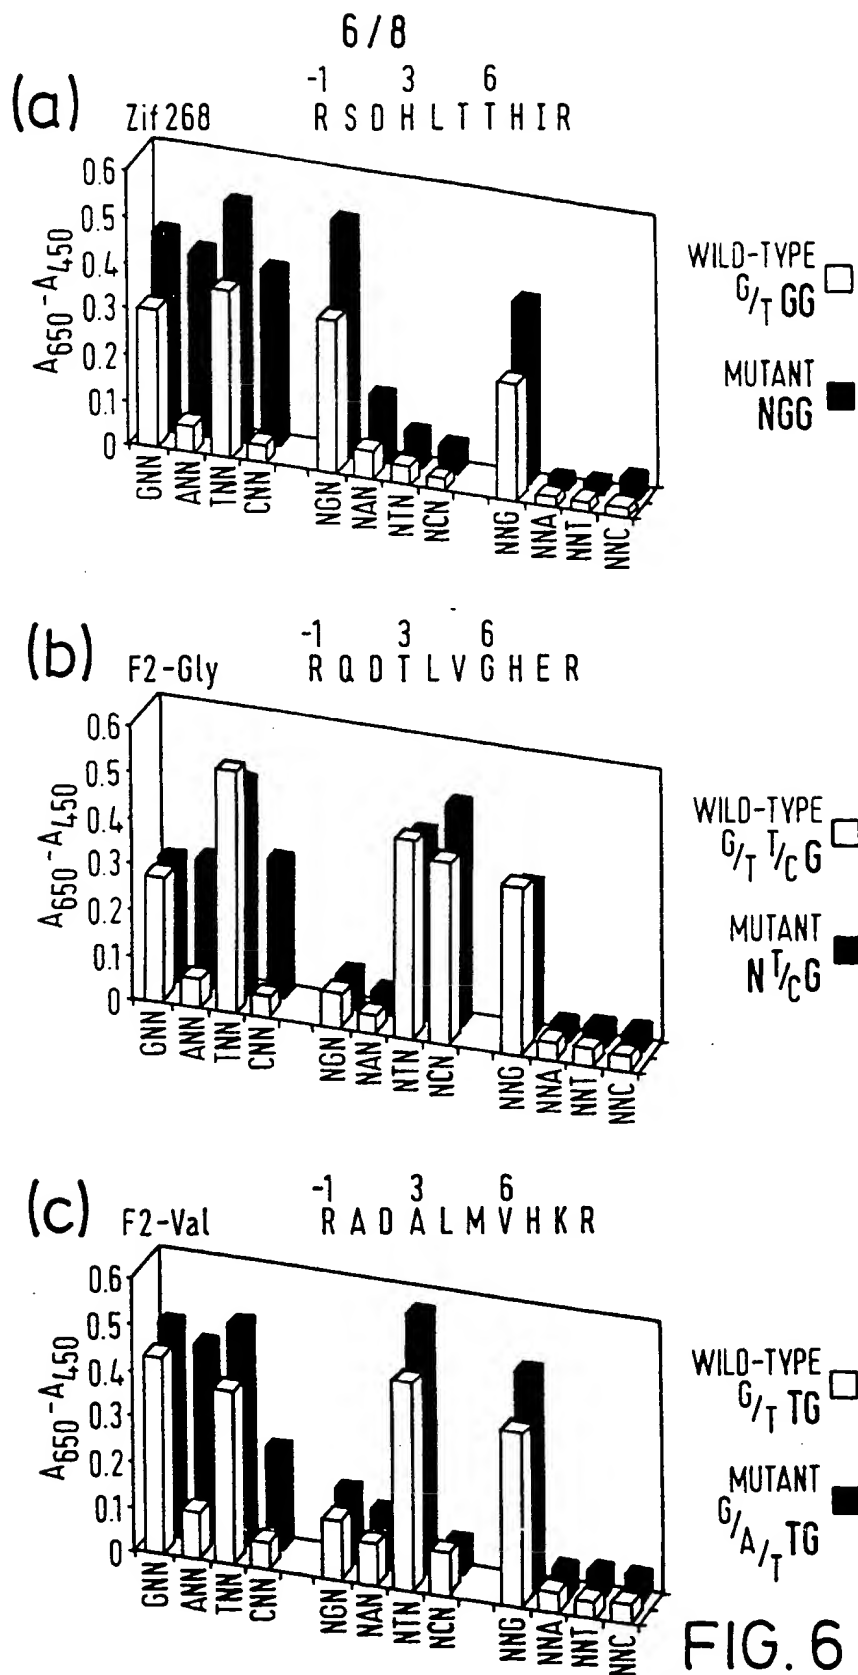 6/8
(a)
Zif 268
-1 3 6
R S D H L T T H I R
0.6
0.5
0.4
0.3
0.2
0.1
0
A650-A450
GNN ANN TNN CNN NGN NAN NTN NCN NNG NNA NNT NNC
WILD-TYPE
G/T GG
MUTANT
NGG
(b)
F2-Gly
-1 3 6
R Q D T L V G H E R
0.6
0.5
0.4
0.3
0.2
0.1
0
A650-A450
GNN ANN TNN CNN NGN NAN NTN NCN NNG NNA NNT NNC
WILD-TYPE
G/T T/C G
MUTANT
N T/C G
(c)
F2-Val
-1 3 6
R A D A L M V H K R
0.6
0.5
0.4
0.3
0.2
0.1
0
A650-A450
GNN ANN TNN CNN NGN NAN NTN NCN NNG NNA NNT NNC
WILD-TYPE
G/T TG
MUTANT
G/A/T TG
FIG. 6